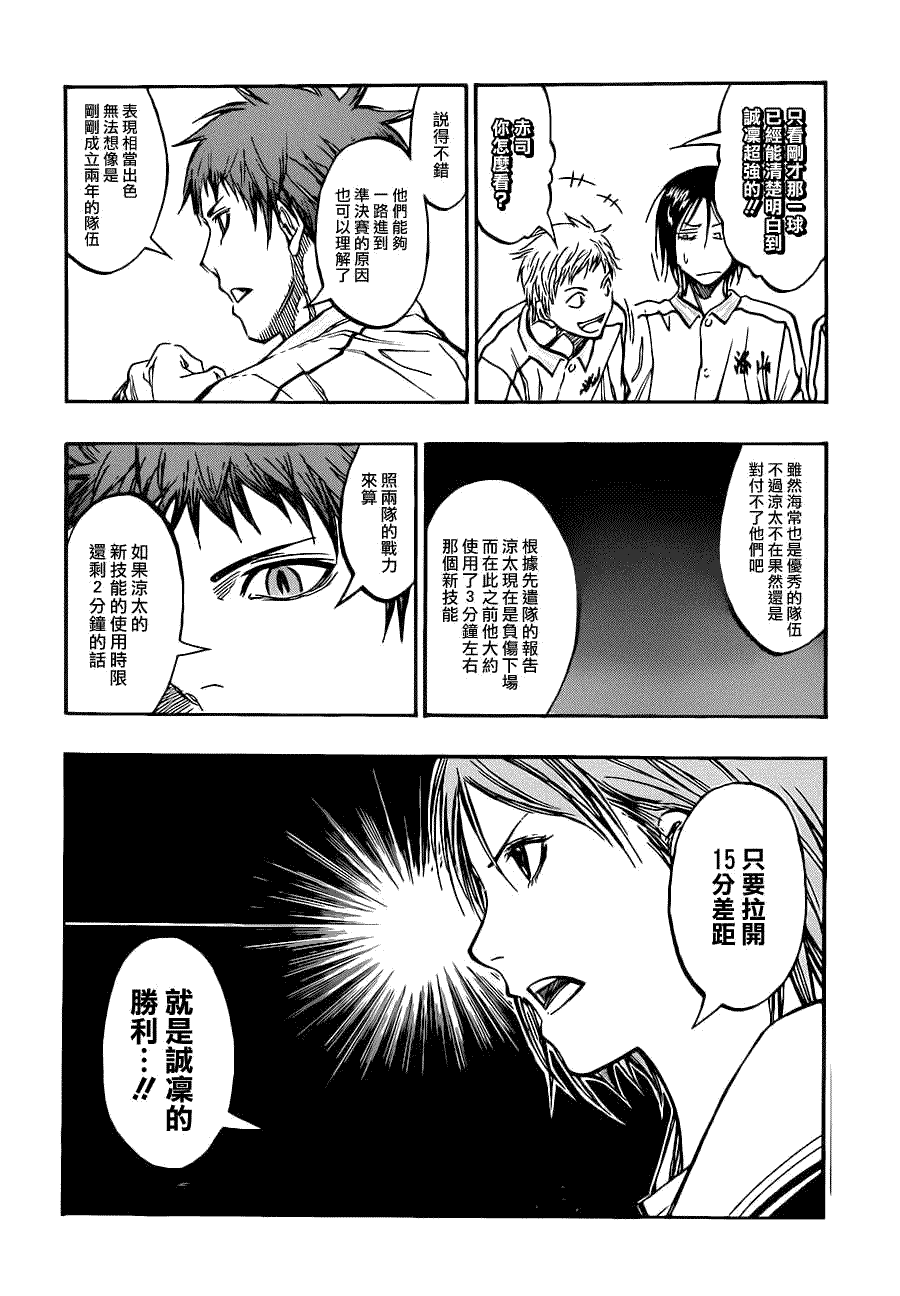 只看剛才那一球
已經能清楚明白到
誠凜超強的!!
赤司
你怎麼看?
洛山
說得不錯
他們能夠
一路進到
準決賽的原因
也可以理解了
表現相當出色
無法想像是
剛剛成立兩年的隊伍
雖然海常也是優秀的隊伍
不過涼太不在果然還是
對付不了他們吧
根據先遣隊的報告
涼太現在是負傷下場
而在此之前他大約
使用了3分鐘左右
那個新技能
照兩隊的戰力
來算
如果涼太的
新技能的使用時限
還剩2分鐘的話
只要拉開
15分差距
就是誠凜的
勝利…!!